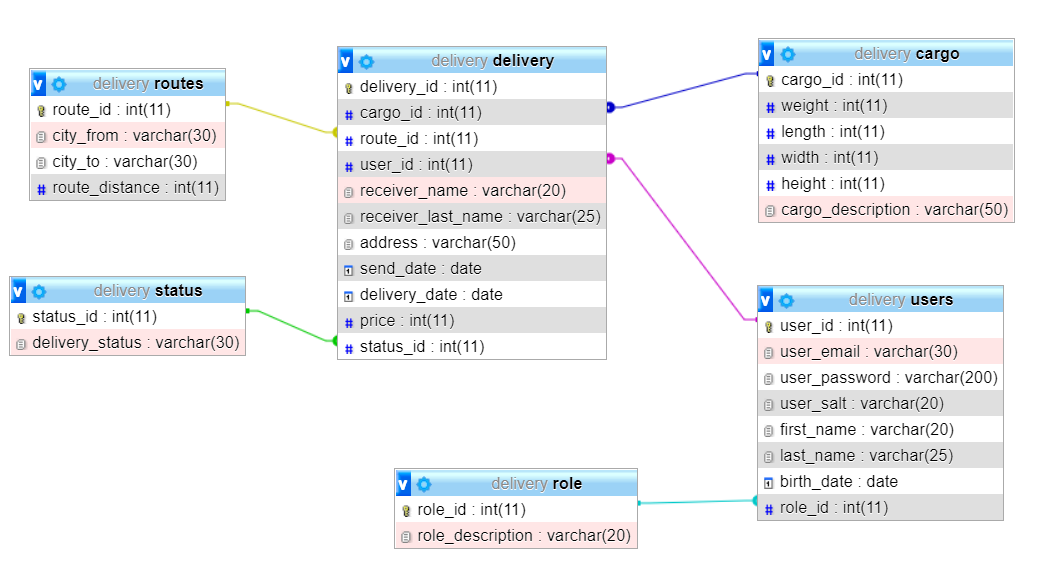 v delivery routes
route_id : int(11)
city_from : varchar(30)
city_to : varchar(30)
route_distance : int(11)
v delivery status
status_id : int(11)
delivery_status : varchar(30)
v delivery delivery
delivery_id : int(11)
# cargo_id : int(11)
# route_id : int(11)
# user_id : int(11)
receiver_name : varchar(20)
receiver_last_name : varchar(25)
address : varchar(50)
send_date : date
delivery_date : date
# price : int(11)
# status_id : int(11)
v delivery cargo
cargo_id : int(11)
# weight : int(11)
# length : int(11)
# width : int(11)
# height : int(11)
cargo_description : varchar(50)
v delivery users
user_id : int(11)
user_email : varchar(30)
user_password : varchar(200)
user_salt : varchar(20)
first_name : varchar(20)
last_name : varchar(25)
birth_date : date
# role_id : int(11)
v delivery role
role_id : int(11)
role_description : varchar(20)